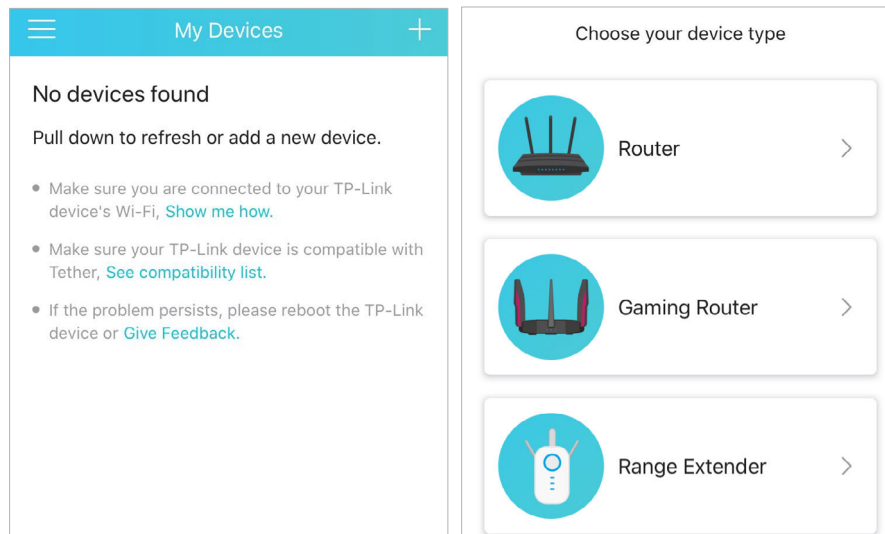 My Devices
No devices found
Pull down to refresh or add a new device.
Make sure you are connected to your TP-Link
device's Wi-Fi, Show me how.
Make sure your TP-Link device is compatible with
Tether, See compatibility list.
If the problem persists, please reboot the TP-Link
device or Give Feedback.
Choose your device type
Router
Gaming Router
Range Extender